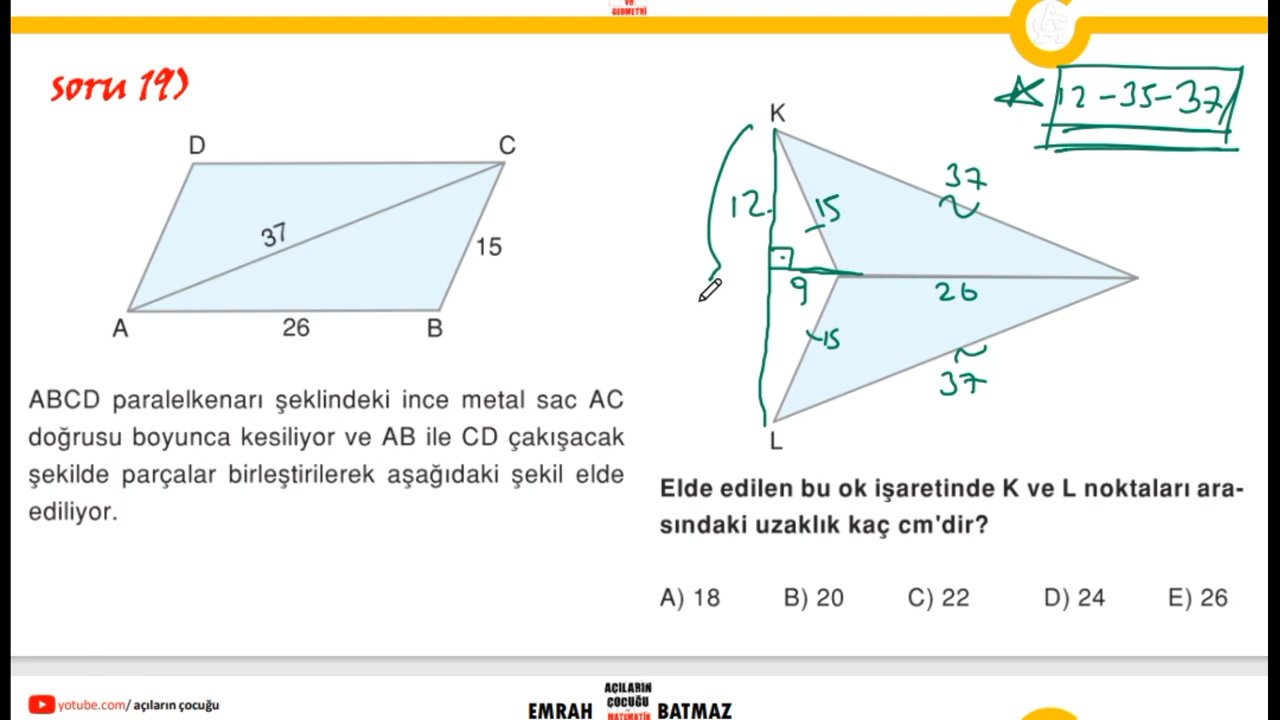 VE
GEOMETRİ
soru 19)
12 - 35 - 37
D
C
37
15
A
26
B
K
37
12
15
9
26
15
37
L
ABCD paralelkenarı şeklindeki ince metal sac AC
doğrusu boyunca kesiliyor ve AB ile CD çakışacak
şekilde parçalar birleştirilerek aşağıdaki şekil elde
ediliyor.
Elde edilen bu ok işaretinde K ve L noktaları ara-
sındaki uzaklık kaç cm'dir?
A) 18 B) 20 C) 22 D) 24 E) 26
yotube.com/ açıların çocuğu
EMRAH
AÇILARIN
ÇOCUĞU
MATEMATİK
BATMAZ